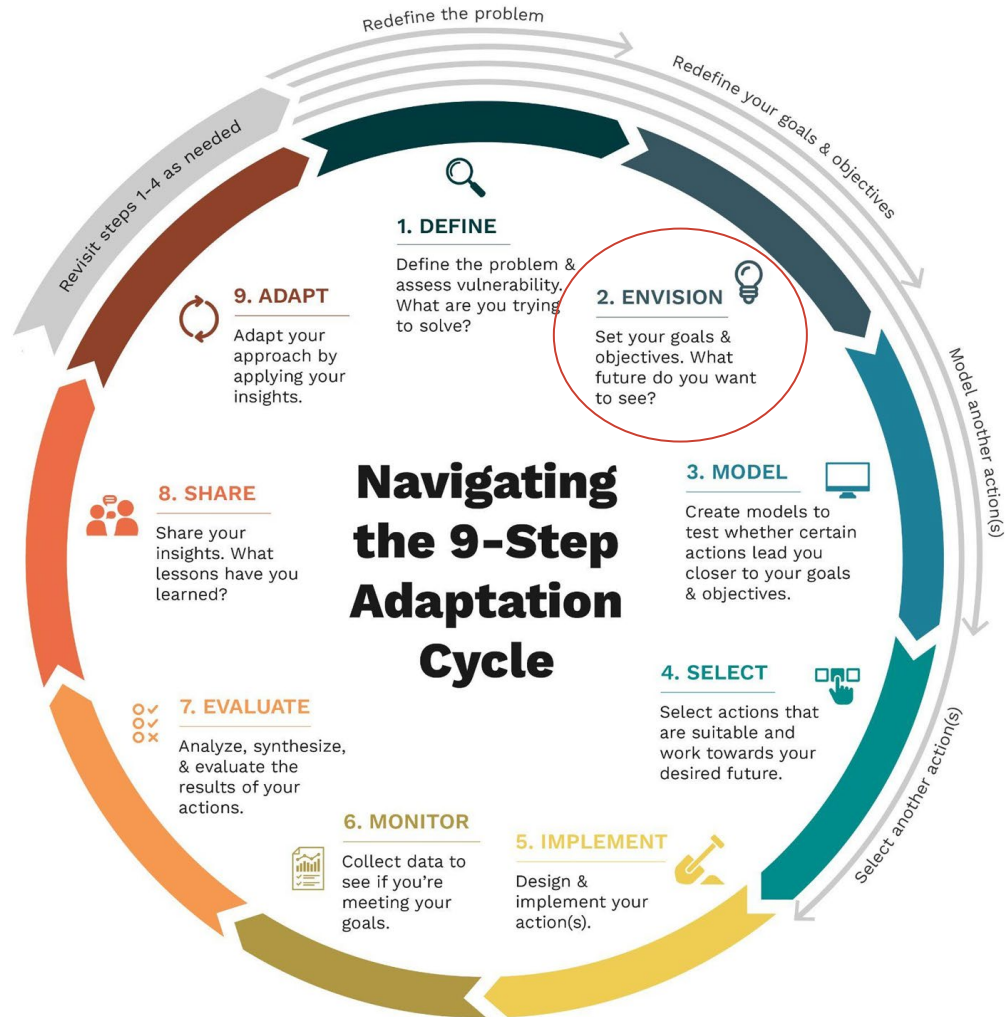 Redefine the problem
Redefine your goals & objectives
Model another action(s)
Select another action(s)
Revisit steps 1-4 as needed
1. DEFINE
Define the problem &
assess vulnerability.
What are you trying
to solve?
2. ENVISION
Set your goals &
objectives. What
future do you want
to see?
3. MODEL
Create models to
test whether certain
actions lead you
closer to your goals
& objectives.
4. SELECT
Select actions that
are suitable and
work towards your
desired future.
5. IMPLEMENT
Design &
implement your
action(s).
6. MONITOR
Collect data to
see if you're
meeting your
goals.
7. EVALUATE
Analyze, synthesize,
& evaluate the
results of your
actions.
8. SHARE
Share your
insights. What
lessons have you
learned?
9. ADAPT
Adapt your
approach by
applying your
insights.
Navigating
the 9-Step
Adaptation
Cycle